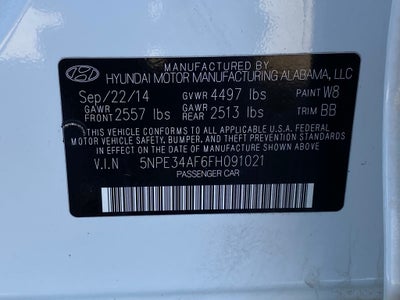 HYUNDAI MOTOR MANUFACTURING ALABAMA, LLC
Sep/22/14 GVWR 4497 lbs PAINT W8
GAWR FRONT 2557 lbs GAWR REAR 2513 lbs TRIM BB
THIS VEHICLE CONFORMS TO ALL APPLICABLE U.S. FEDERAL
MOTOR VEHICLE SAFETY, BUMPER, AND THEFT PREVENTION
STANDARDS IN EFFECT ON THE DATE OF MANUFACTURE SHOWN ABOVE.
V.I.N 5NPE34AF6FH091021
PASSENGER CAR